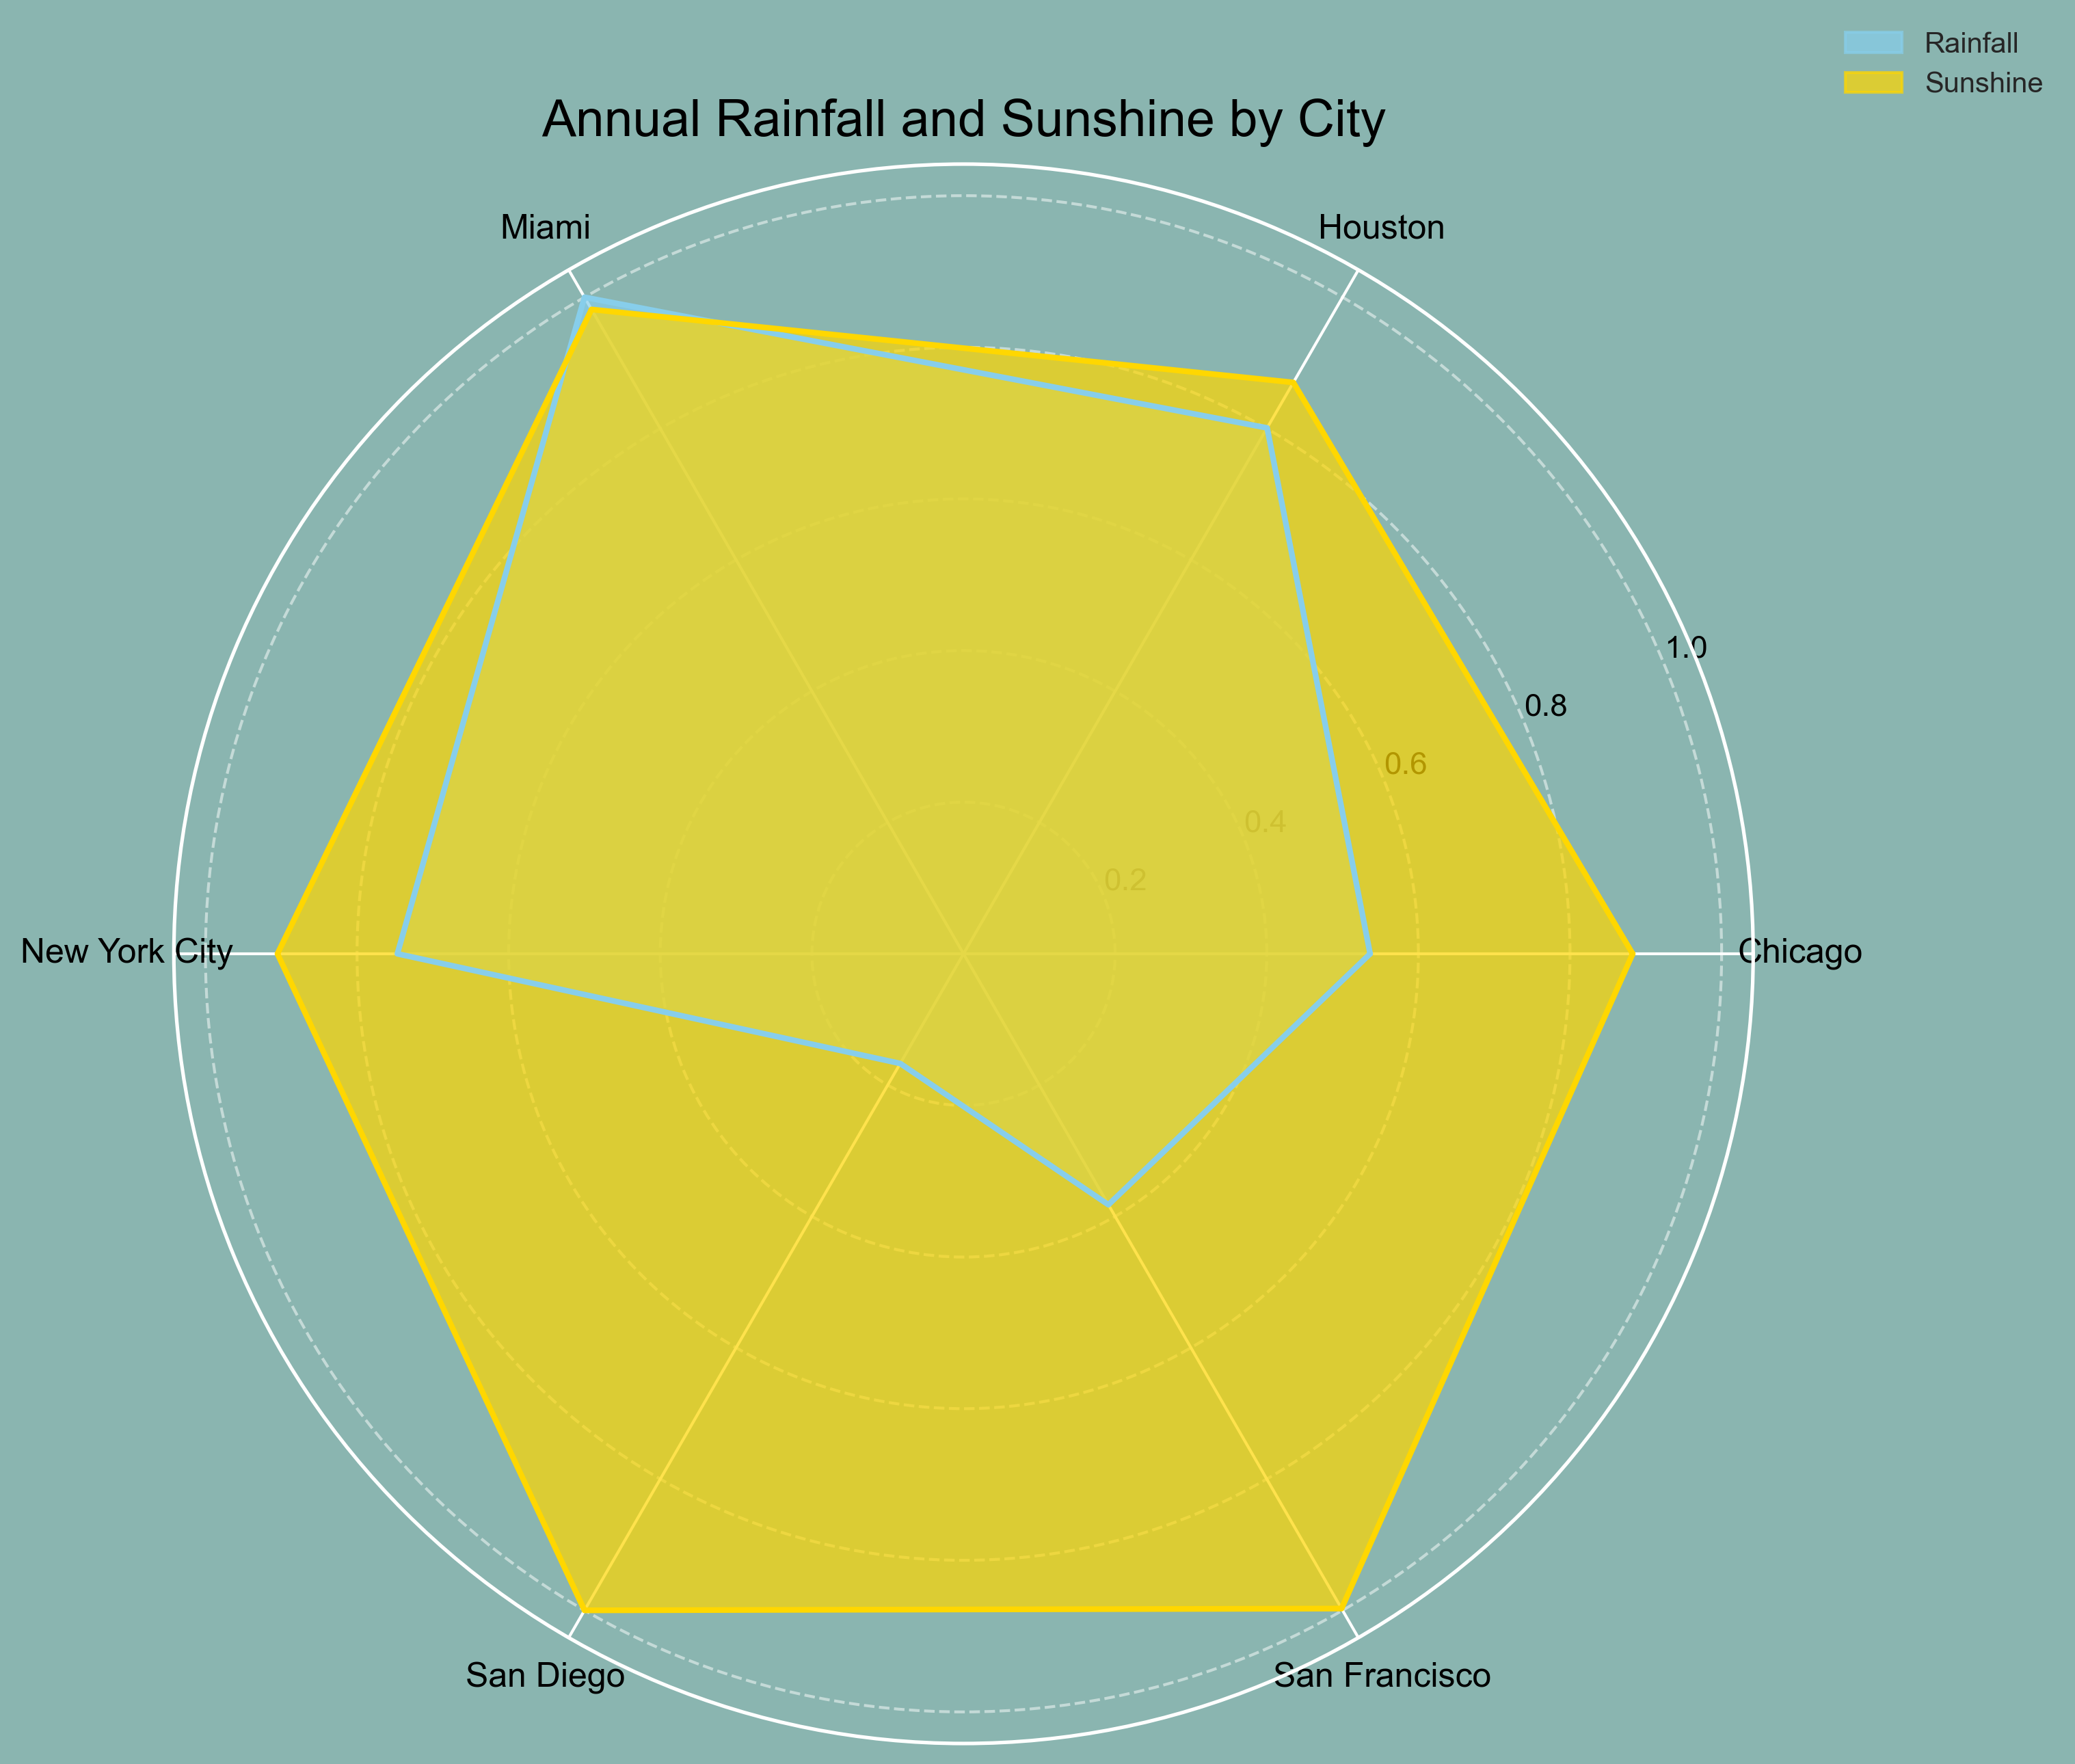 Rainfall
Sunshine
Annual Rainfall and Sunshine by City
Miami
Houston
1.0
0.8
0.6
0.4
0.2
New York City
Chicago
San Diego
San Francisco